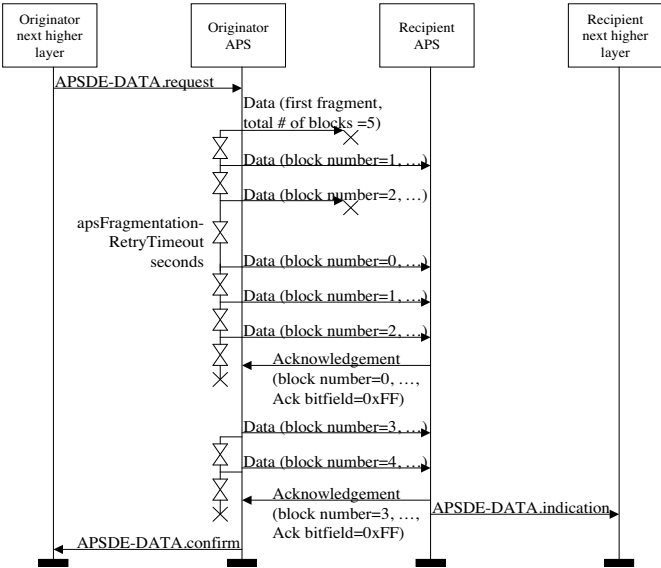 Originator
next higher
layer
Originator
APS
Recipient
APS
Recipient
next higher
layer
APSDE-DATA.request
Data (first fragment,
total # of blocks =5)
Data (block number=1, …)
Data (block number=2, …)
apsFragmentation-
RetryTimeout
seconds
Data (block number=0, …)
Data (block number=1, …)
Data (block number=2, …)
Acknowledgement
(block number=0, …,
Ack bitfield=0xFF)
Data (block number=3, …)
Data (block number=4, …)
Acknowledgement
(block number=3, …,
Ack bitfield=0xFF)
APSDE-DATA.indication
APSDE-DATA.confirm